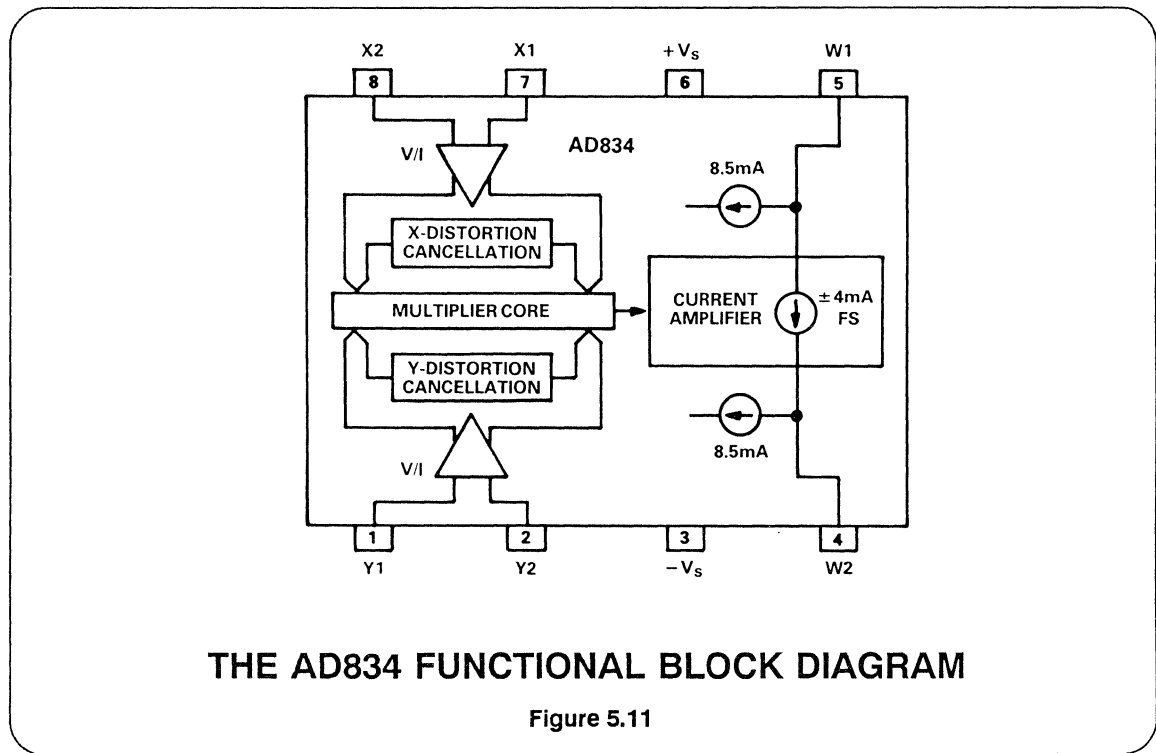 X2 X1 +Vs W1
8 7 6 5
AD834
V/I
8.5mA
X-DISTORTION
CANCELLATION
MULTIPLIER CORE
CURRENT
AMPLIFIER
±4mA
FS
Y-DISTORTION
CANCELLATION
8.5mA
V/I
1 2 3 4
Y1 Y2 −Vs W2
THE AD834 FUNCTIONAL BLOCK DIAGRAM
Figure 5.11